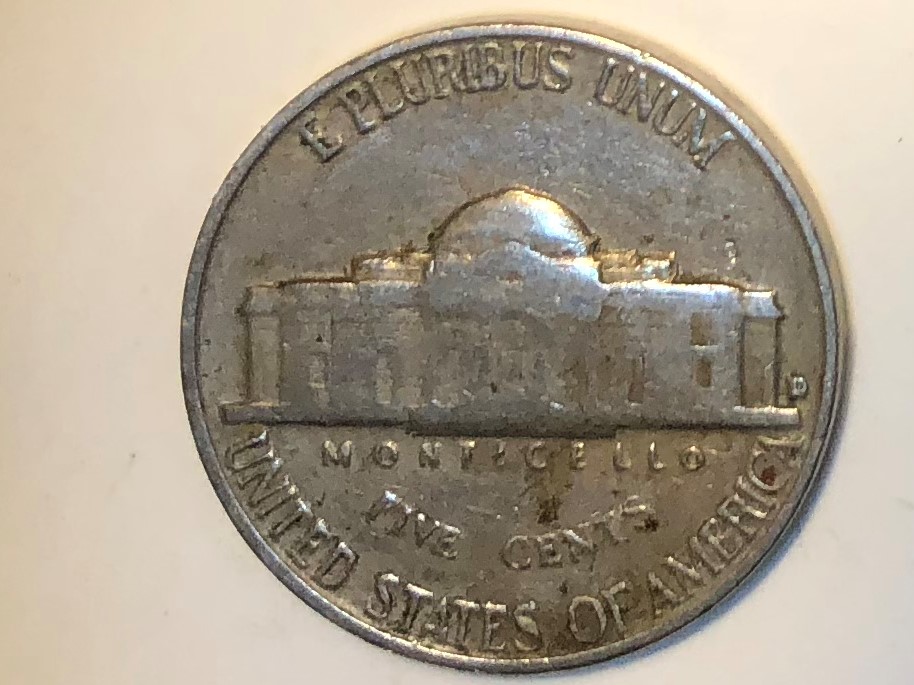 E PLURIBUS UNUM
D
MONTICELLO
FIVE CENTS
UNITED STATES OF AMERICA